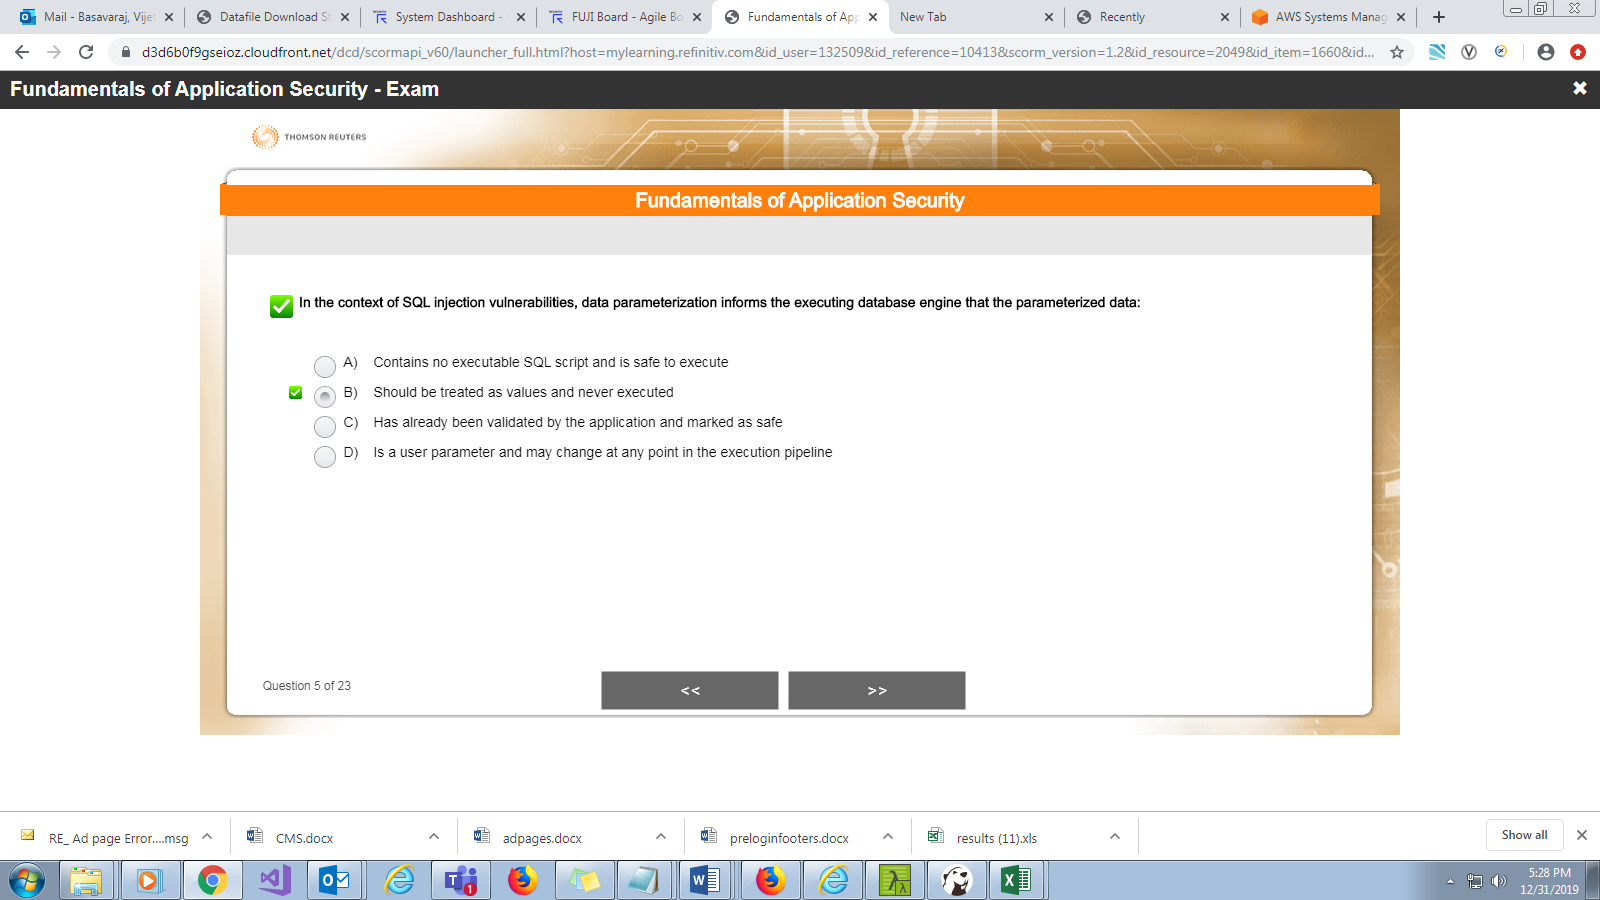 Mail - Basavaraj, Vije
Datafile Download St
System Dashboard -
FUJI Board - Agile Bo
Fundamentals of App
New Tab
Recently
AWS Systems Manag
d3d6b0f9gseioz.cloudfront.net/dcd/scormapi_v60/launcher_full.html?host=mylearning.refinitiv.com&id_user=132509&id_reference=10413&scorm_version=1.2&id_resource=2049&id_item=1660&id...
Fundamentals of Application Security - Exam
THOMSON REUTERS
Fundamentals of Application Security
In the context of SQL injection vulnerabilities, data parameterization informs the executing database engine that the parameterized data:
A) Contains no executable SQL script and is safe to execute
B) Should be treated as values and never executed
C) Has already been validated by the application and marked as safe
D) Is a user parameter and may change at any point in the execution pipeline
Question 5 of 23
<<
>>
RE_ Ad page Error....msg
CMS.docx
adpages.docx
preloginfooters.docx
results (11).xls
Show all
1
5:28 PM
12/31/2019